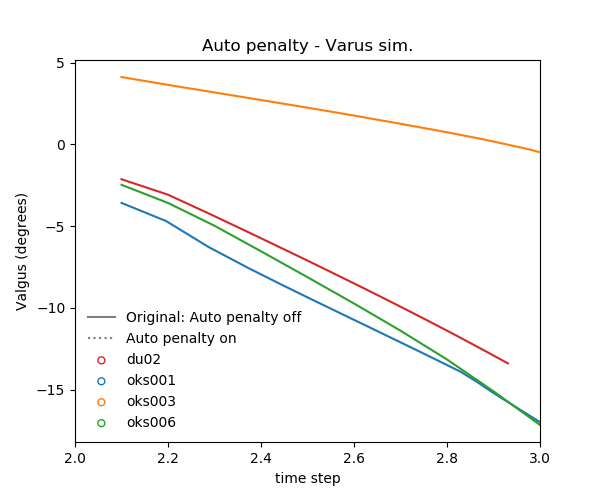 Auto penalty - Varus sim.
5
0
−5
−10
−15
Valgus (degrees)
Original: Auto penalty off
Auto penalty on
du02
oks001
oks003
oks006
2.0 2.2 2.4 2.6 2.8 3.0
time step